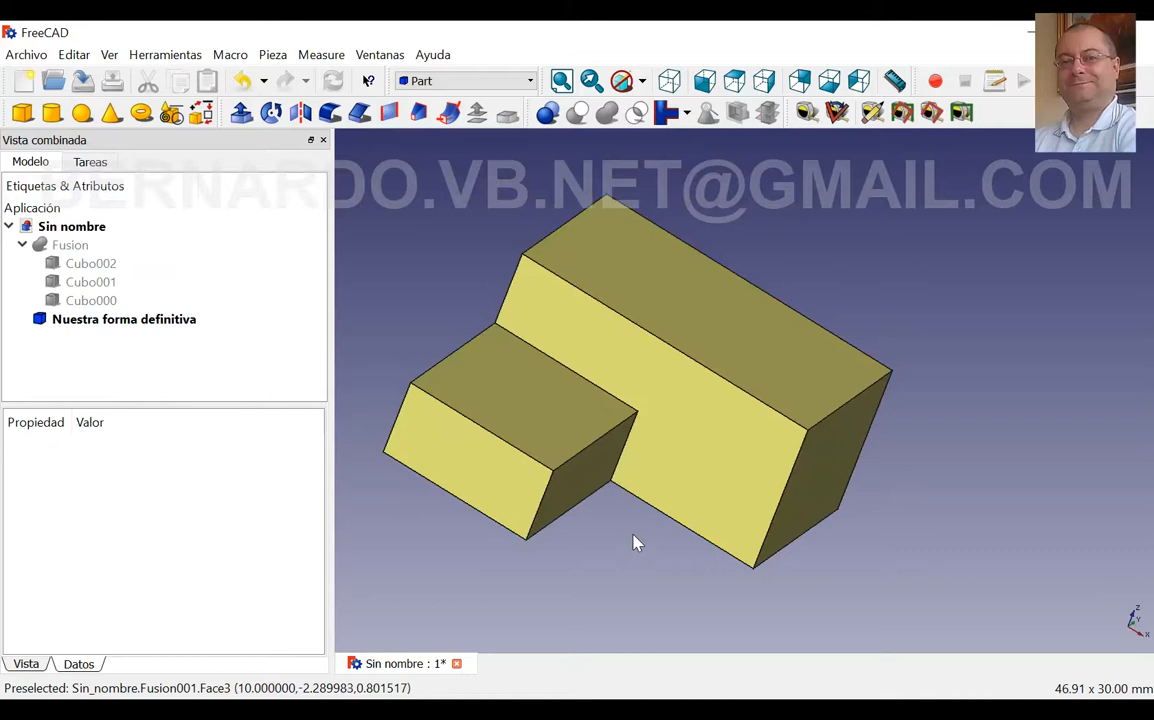 FreeCAD
Archivo Editar Ver Herramientas Macro Pieza Measure Ventanas Ayuda
Part
Vista combinada
Modelo Tareas
BERNARDO.VB.NET@GMAIL.COM
Etiquetas & Atributos
Aplicación
Sin nombre
Fusion
Cubo002
Cubo001
Cubo000
Nuestra forma definitiva
Propiedad Valor
Z
Y
X
Vista Datos
Sin nombre : 1*
Preselected: Sin_nombre.Fusion001.Face3 (10.000000,-2.289983,0.801517)
46.91 x 30.00 mm